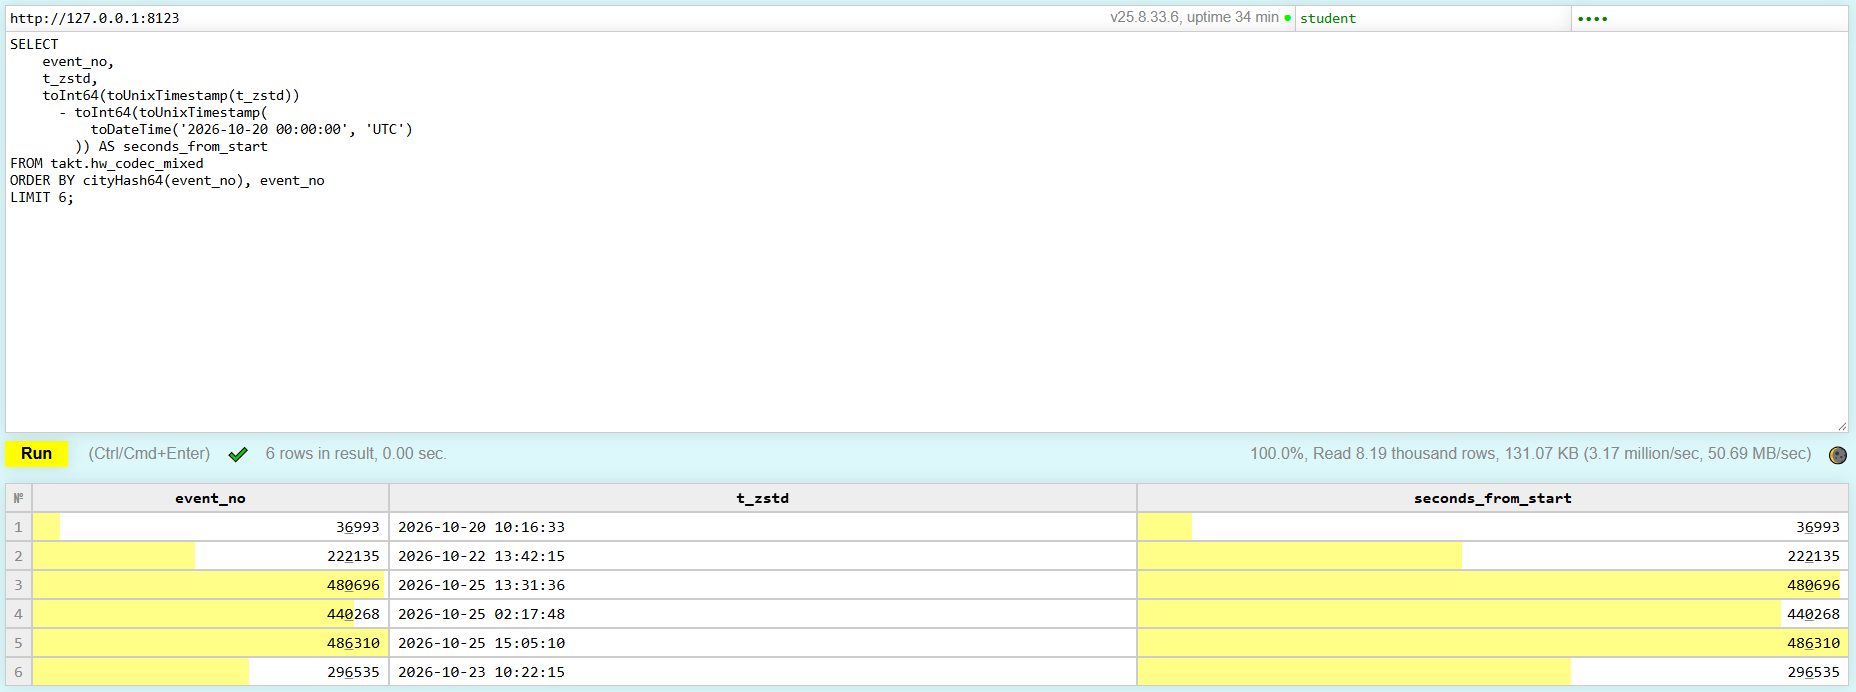 http://127.0.0.1:8123 v25.8.33.6, uptime 34 min student ••••
SELECT
    event_no,
    t_zstd,
    toInt64(toUnixTimestamp(t_zstd))
      - toInt64(toUnixTimestamp(
          toDateTime('2026-10-20 00:00:00', 'UTC')
        )) AS seconds_from_start
FROM takt.hw_codec_mixed
ORDER BY cityHash64(event_no), event_no
LIMIT 6;
Run (Ctrl/Cmd+Enter) ✔ 6 rows in result, 0.00 sec. 100.0%, Read 8.19 thousand rows, 131.07 KB (3.17 million/sec, 50.69 MB/sec)
№ event_no t_zstd seconds_from_start
1 36993 2026-10-20 10:16:33 36993
2 222135 2026-10-22 13:42:15 222135
3 480696 2026-10-25 13:31:36 480696
4 440268 2026-10-25 02:17:48 440268
5 486310 2026-10-25 15:05:10 486310
6 296535 2026-10-23 10:22:15 296535